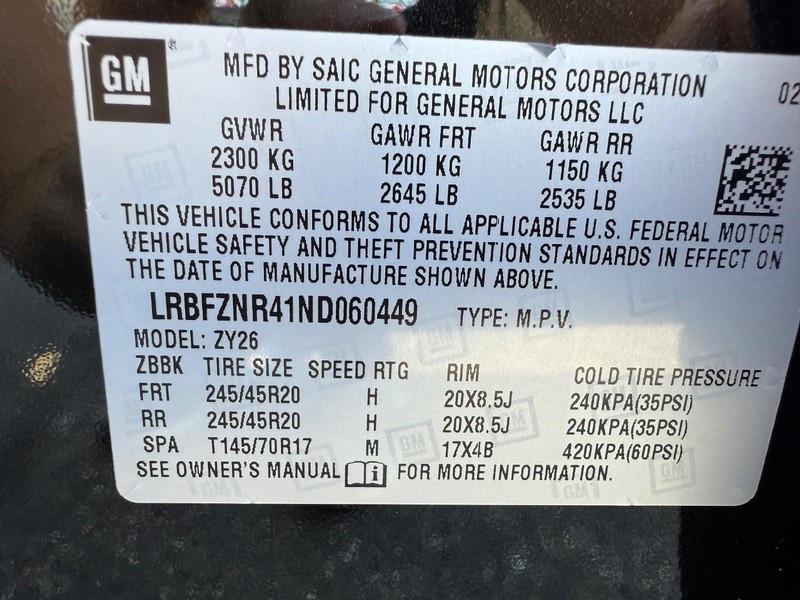 GM
MFD BY SAIC GENERAL MOTORS CORPORATION 02
LIMITED FOR GENERAL MOTORS LLC
GVWR GAWR FRT GAWR RR
2300 KG 1200 KG 1150 KG
5070 LB 2645 LB 2535 LB
THIS VEHICLE CONFORMS TO ALL APPLICABLE U.S. FEDERAL MOTOR
VEHICLE SAFETY AND THEFT PREVENTION STANDARDS IN EFFECT ON
THE DATE OF MANUFACTURE SHOWN ABOVE.
LRBFZNR41ND060449 TYPE: M.P.V.
MODEL: ZY26
ZBBK TIRE SIZE SPEED RTG RIM COLD TIRE PRESSURE
FRT 245/45R20 H 20X8.5J 240KPA(35PSI)
RR 245/45R20 H 20X8.5J 240KPA(35PSI)
SPA T145/70R17 M 17X4B 420KPA(60PSI)
SEE OWNER'S MANUAL FOR MORE INFORMATION.